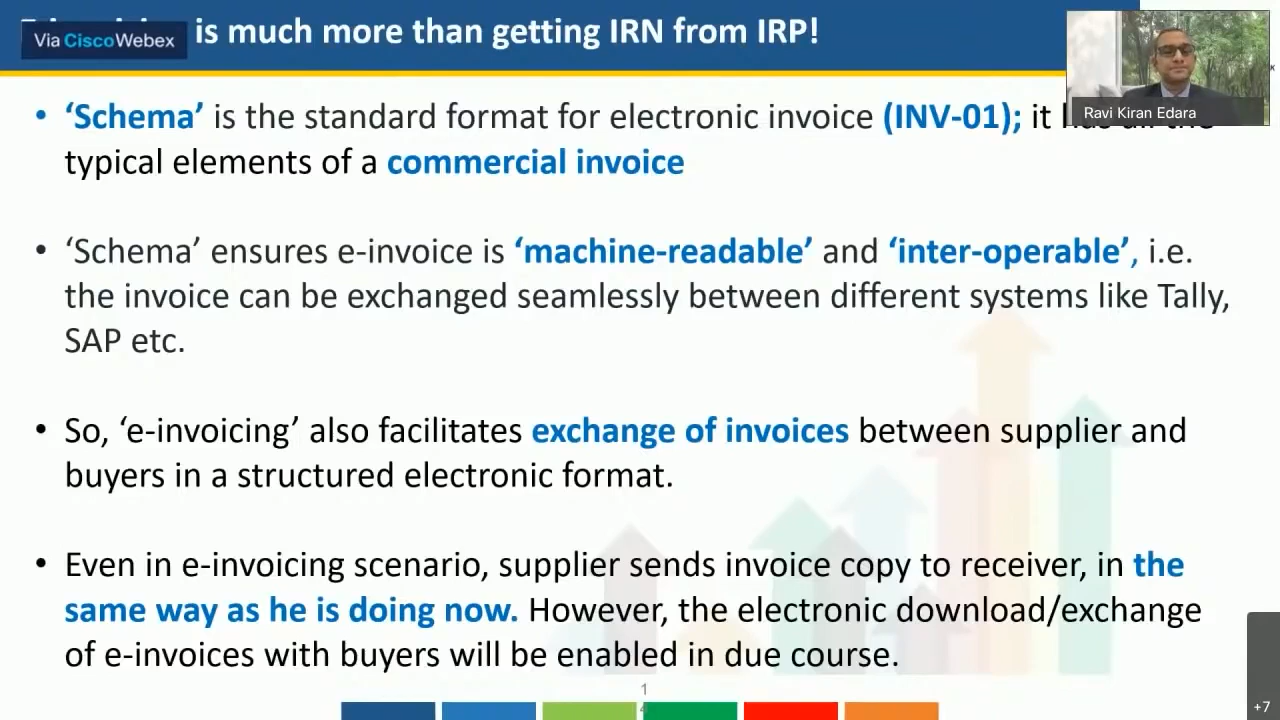 Via CiscoWebex is much more than getting IRN from IRP!
Ravi Kiran Edara
• ‘Schema’ is the standard format for electronic invoice (INV-01); it has all the
typical elements of a commercial invoice
• ‘Schema’ ensures e-invoice is ‘machine-readable’ and ‘inter-operable’, i.e.
the invoice can be exchanged seamlessly between different systems like Tally,
SAP etc.
• So, ‘e-invoicing’ also facilitates exchange of invoices between supplier and
buyers in a structured electronic format.
• Even in e-invoicing scenario, supplier sends invoice copy to receiver, in the
same way as he is doing now. However, the electronic download/exchange
of e-invoices with buyers will be enabled in due course.
1
+7